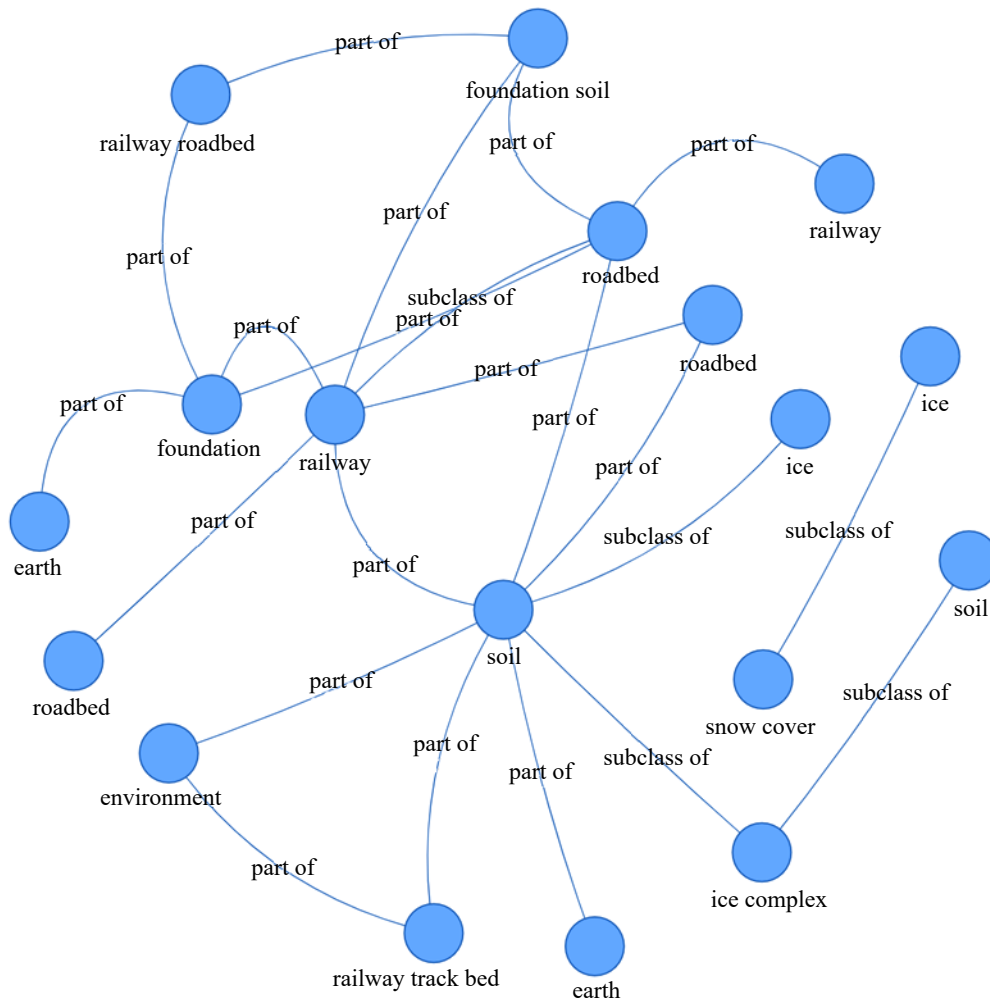 part of
foundation soil
railway roadbed
part of
part of
railway
part of
part of
roadbed
subclass of
part of
part of
roadbed
part of
ice
part of
foundation
railway
part of
ice
part of
earth
part of
subclass of
subclass of
part of
soil
soil
part of
roadbed
subclass of
snow cover
part of
subclass of
part of
environment
part of
ice complex
railway track bed
earth